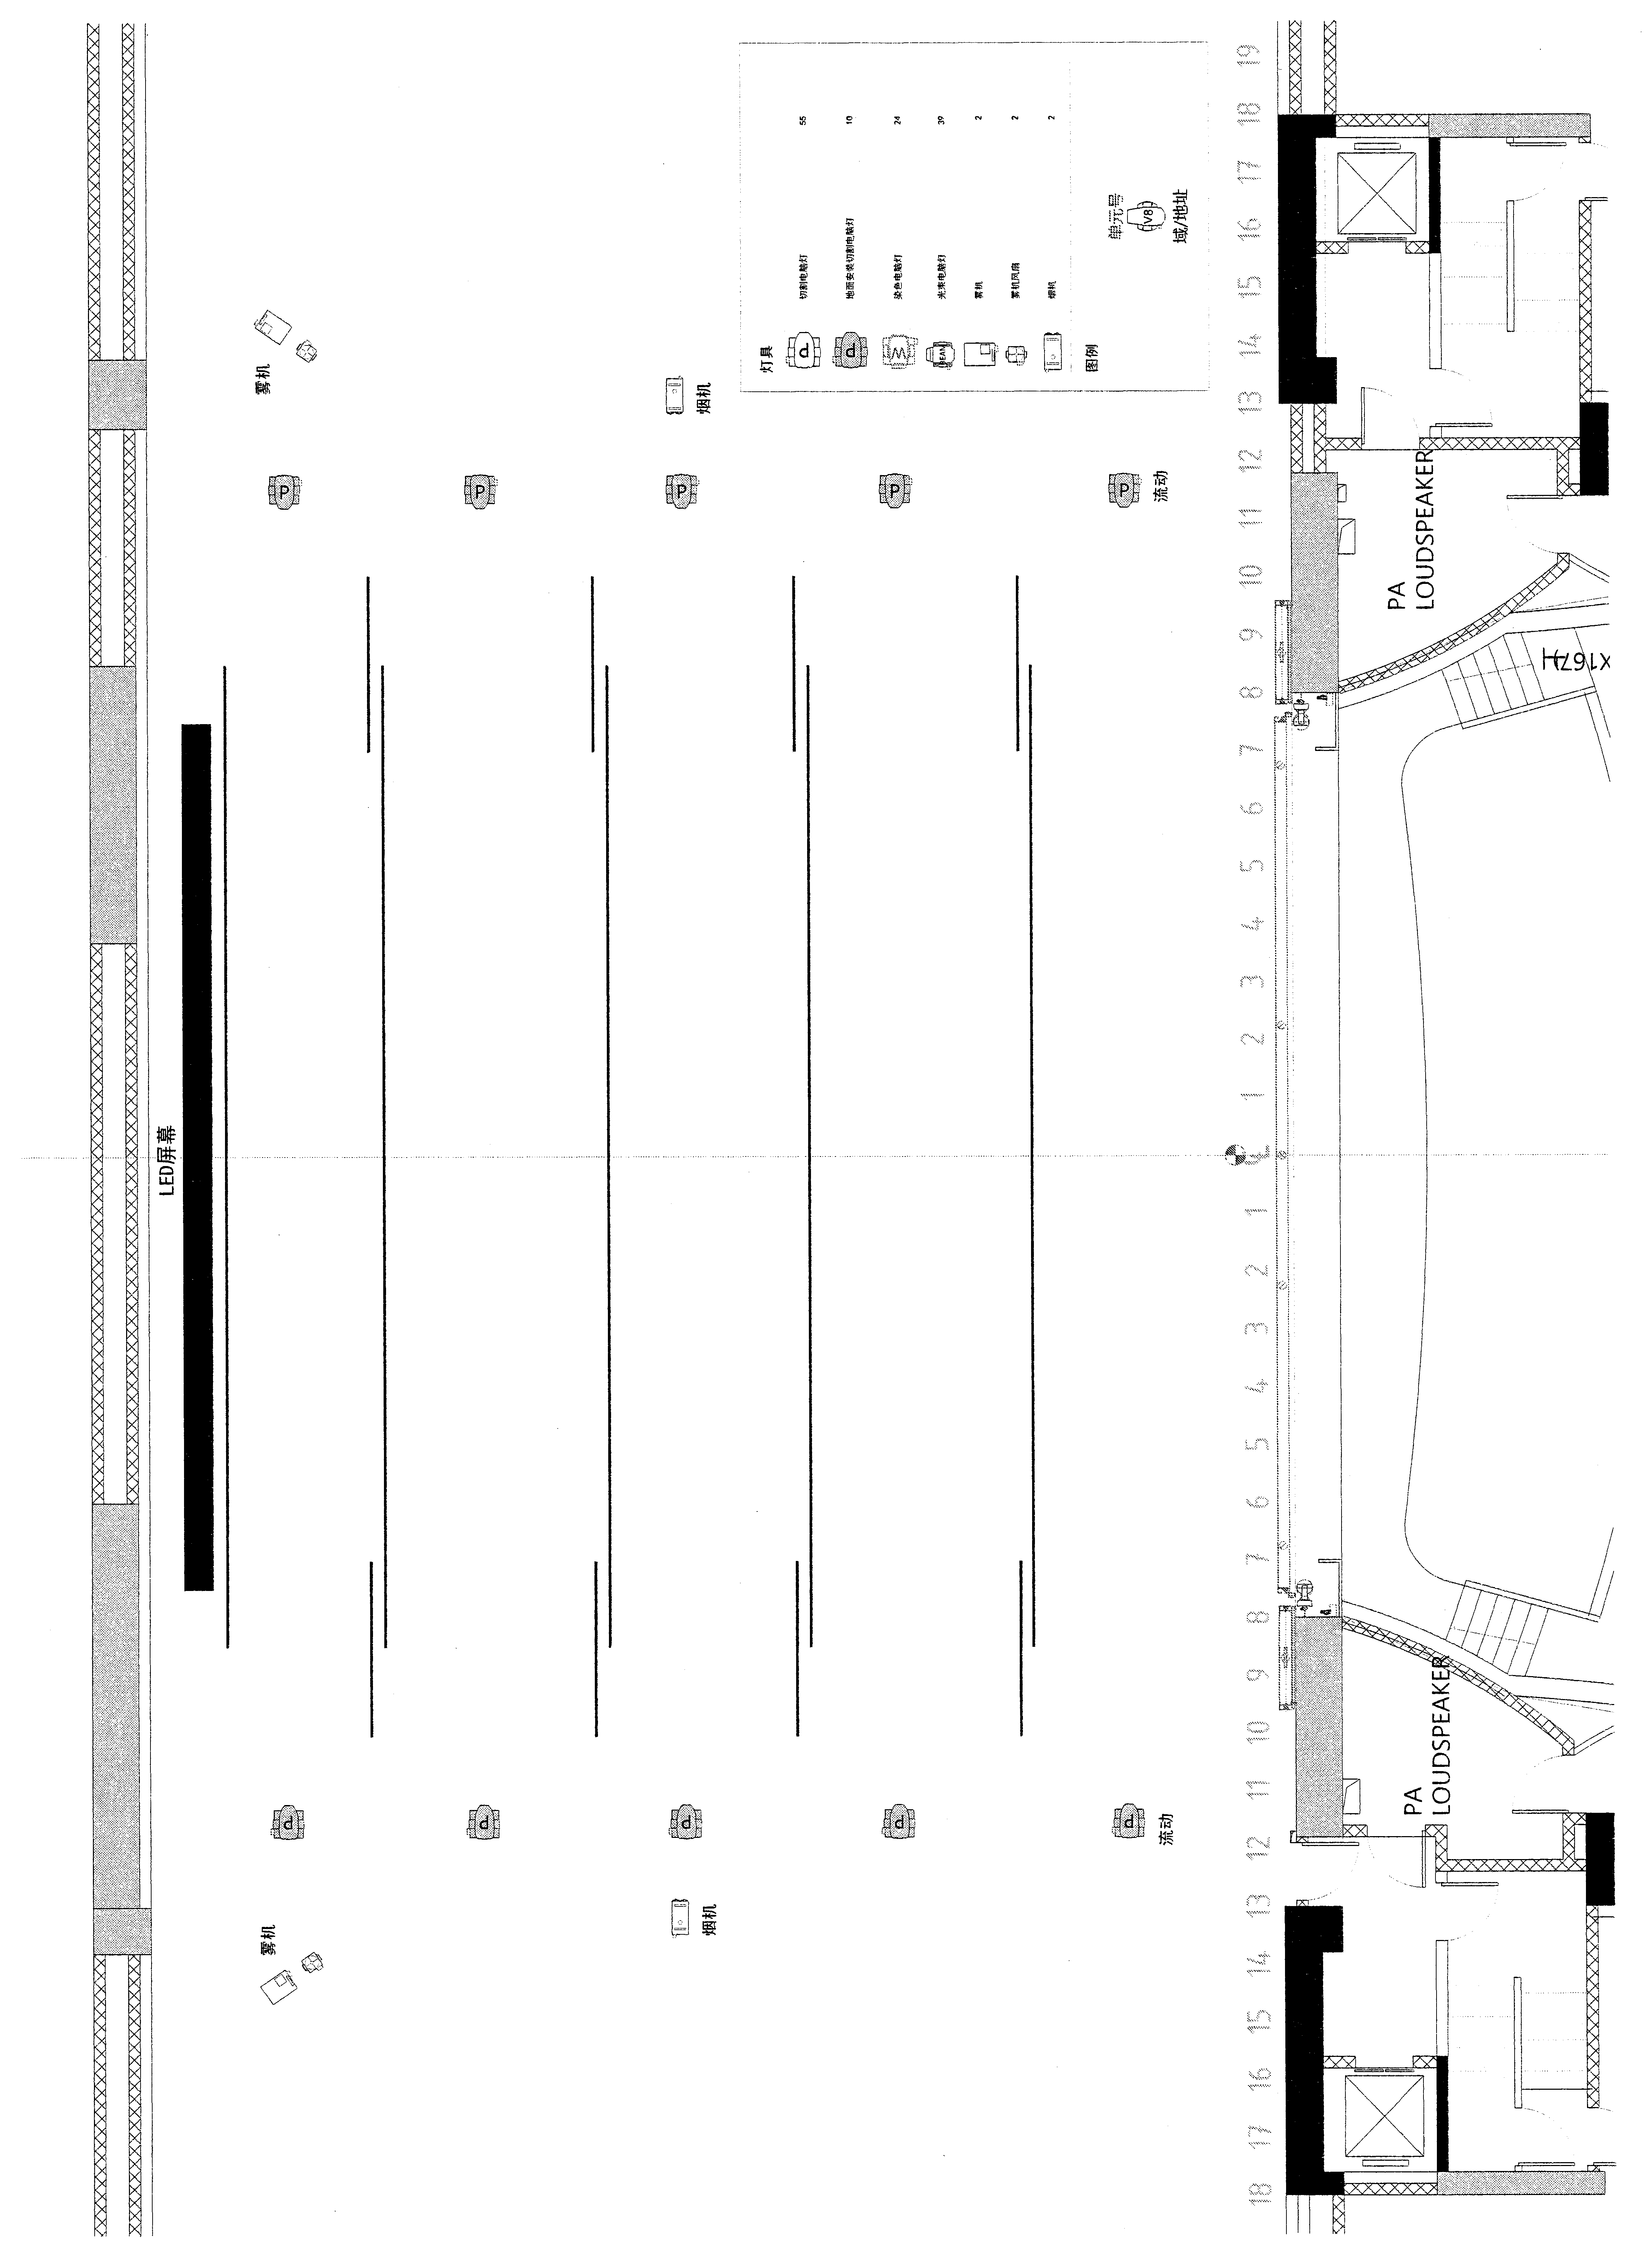 LED屏幕
雾机
雾机
烟机
烟机
流动
流动
P
P
P
P
P
P
P
P
P
P
灯具
P 切割电脑灯 55
P 地面安装切割电脑灯 10
W 染色电脑灯 24
BEAM 光束电脑灯 39
雾机 2
雾机风扇 2
烟机 2
图例
单元号
V8
域/地址
18 17 16 15 14 13 12 11 10 9 8 7 6 5 4 3 2 1 ℄ 1 2 3 4 5 6 7 8 9 10 11 12 13 14 15 16 17 18 19
PA
LOUDSPEAKER
PA
LOUDSPEAKER